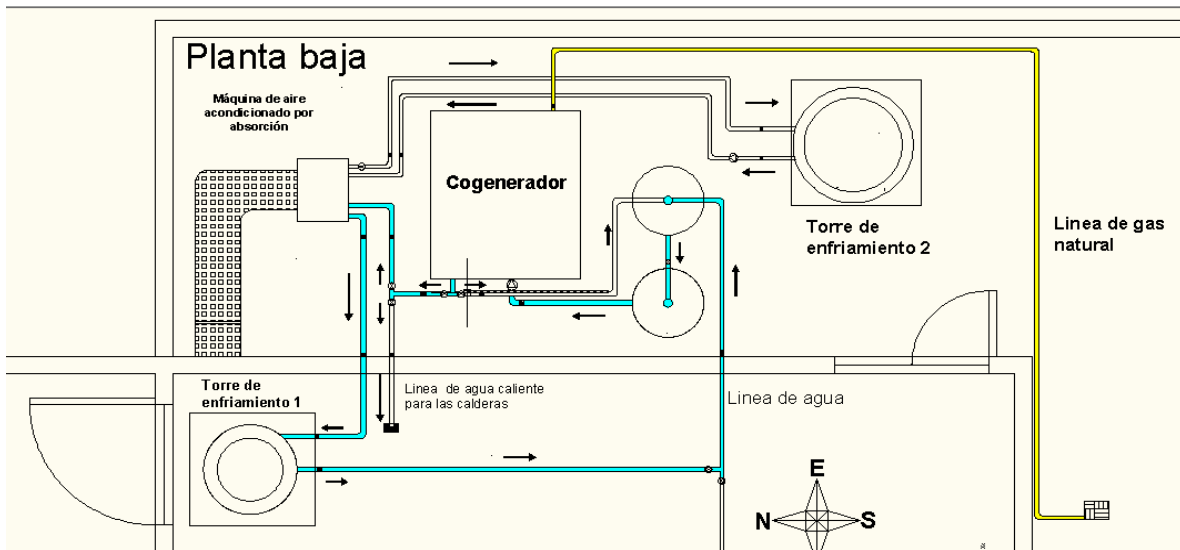 Planta baja
Máquina de aire
acondicionado por
absorción
Cogenerador
Torre de
enfriamiento 2
Linea de gas
natural
Torre de
enfriamiento 1
Linea de agua caliente
para las calderas
Linea de agua
E
N
S